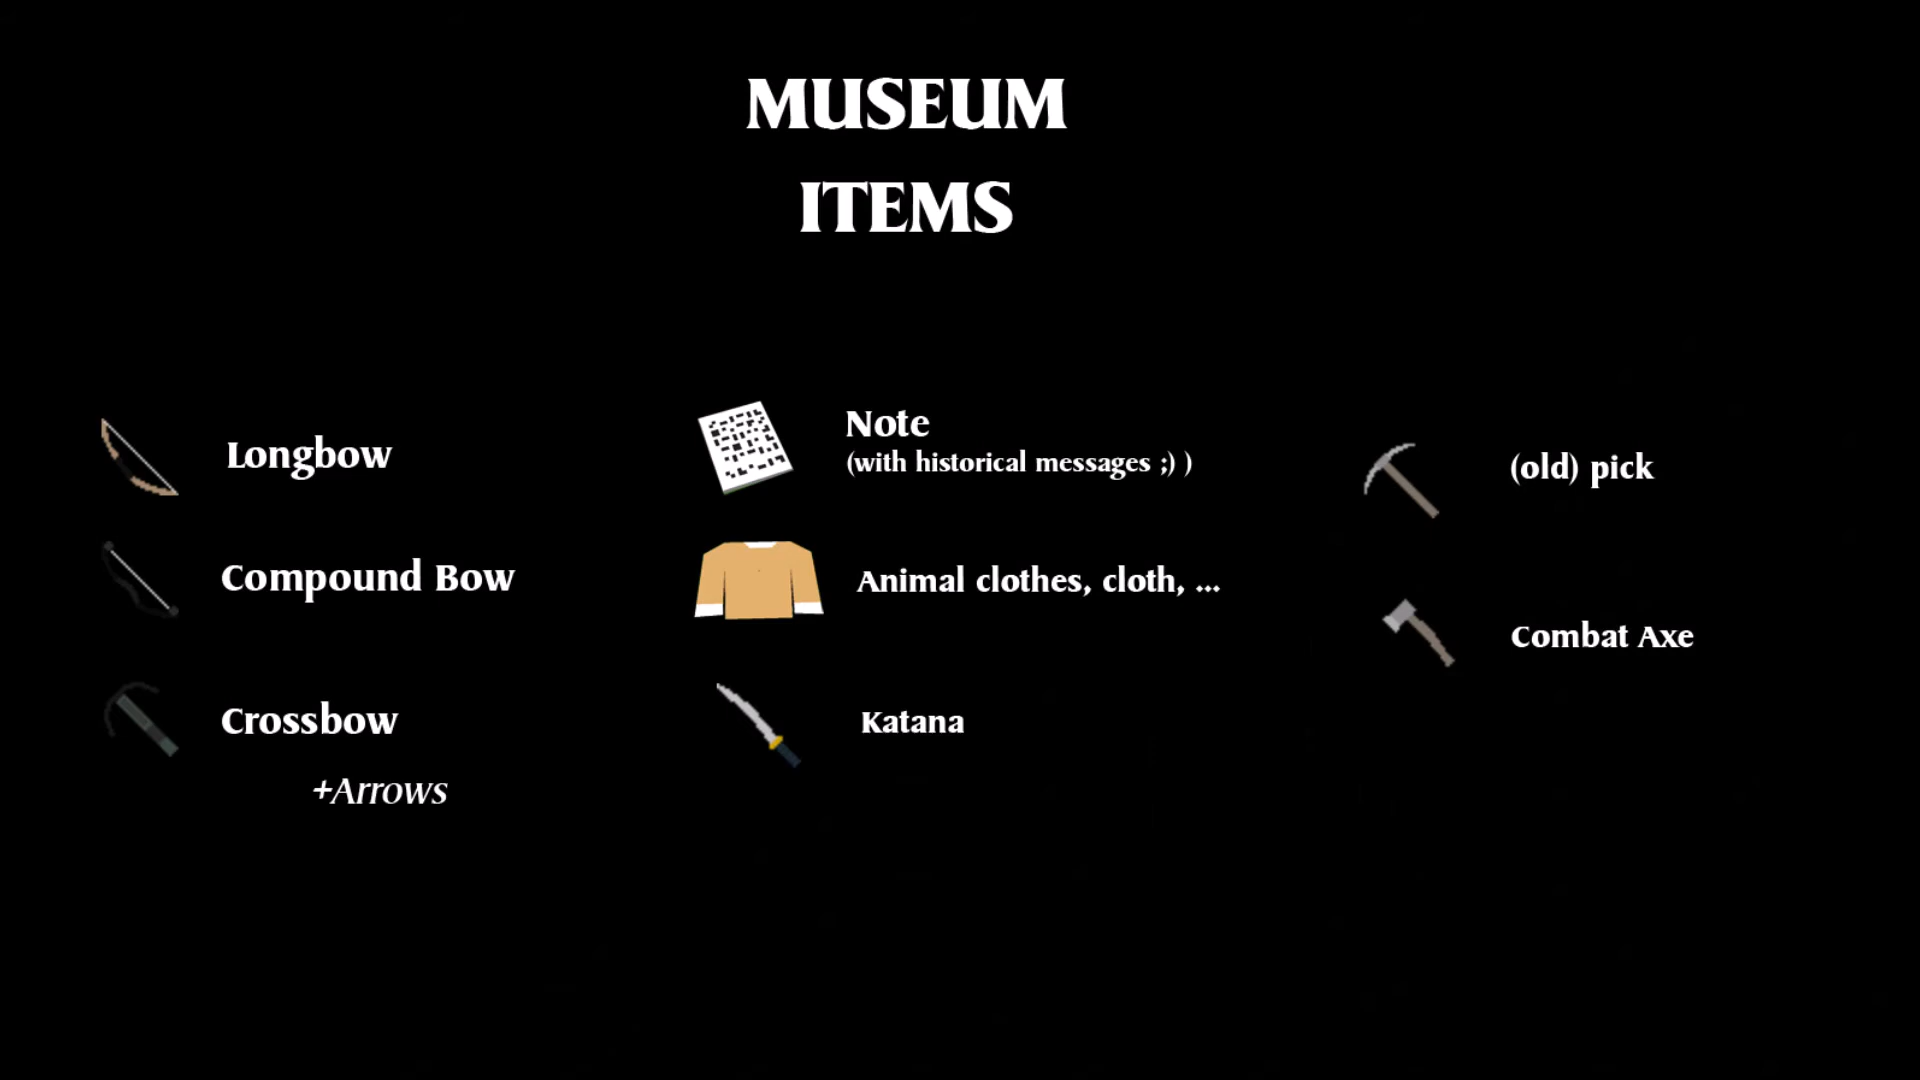 MUSEUM
ITEMS
Longbow
Compound Bow
Crossbow
+Arrows
Note
(with historical messages ;) )
Animal clothes, cloth, ...
Katana
(old) pick
Combat Axe